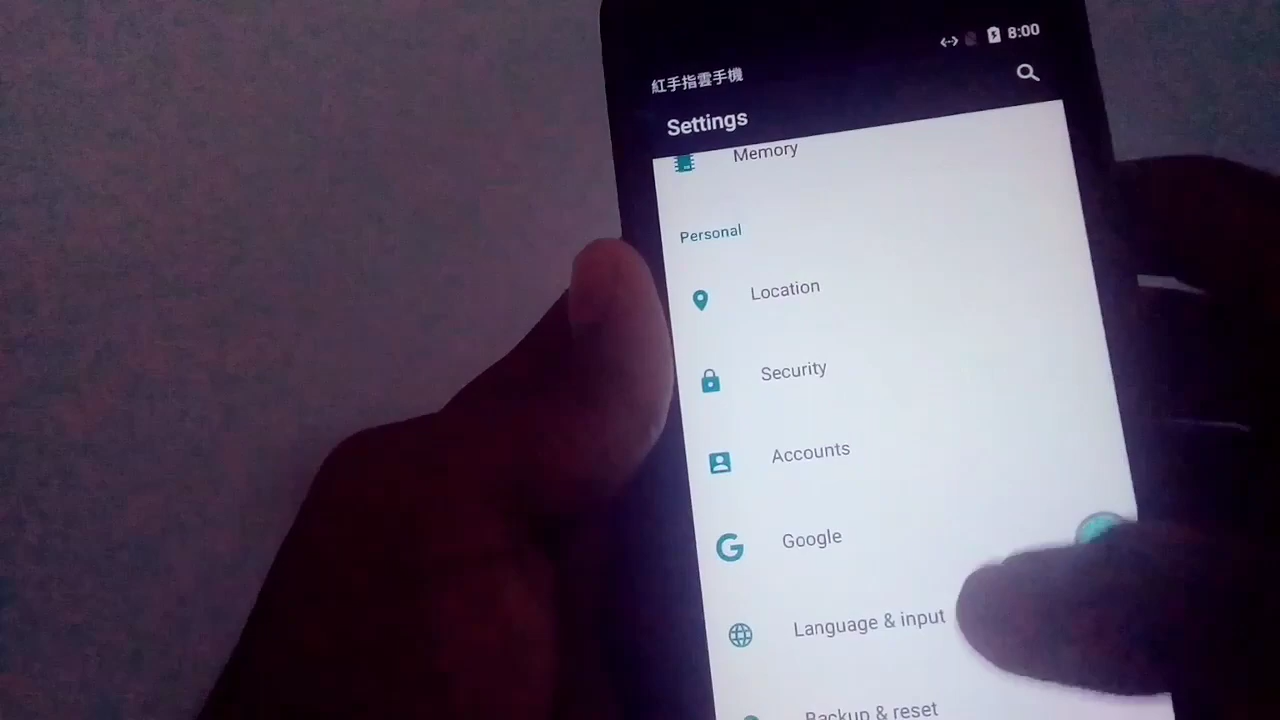 8:00
紅手指雲手機
Settings
Memory
Personal
Location
Security
Accounts
Google
Language & input
Backup & reset